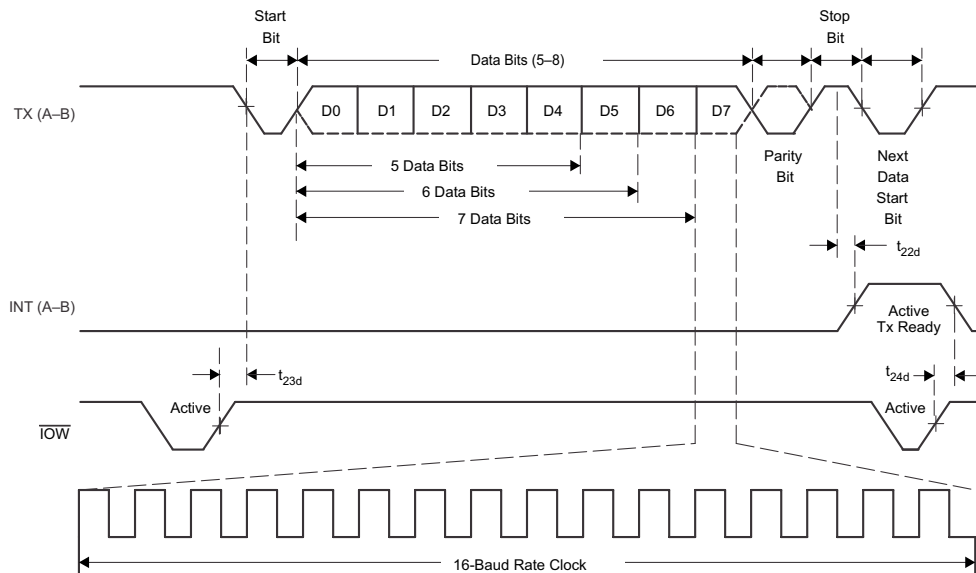 Start
Bit
Stop
Bit
Data Bits (5–8)
TX (A–B)
D0 D1 D2 D3 D4 D5 D6 D7
5 Data Bits
6 Data Bits
7 Data Bits
Parity
Bit
Next
Data
Start
Bit
t22d
INT (A–B)
Active
Tx Ready
t23d
t24d
IOW
Active
Active
16-Baud Rate Clock